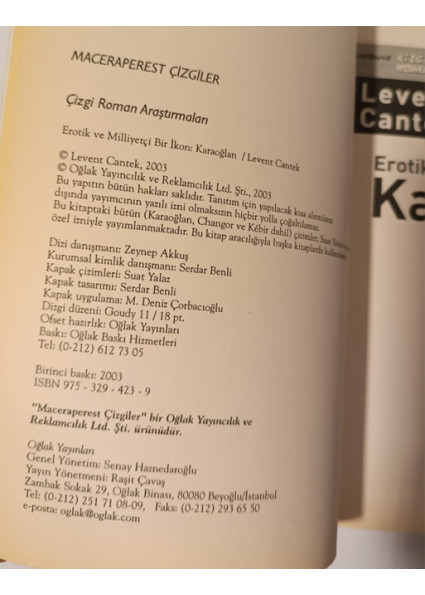 MACERAPEREST ÇİZGİLER
Çizgi Roman Araştırmaları
Erotik ve Milliyetçi Bir İkon: Karaoğlan / Levent Cantek
© Levent Cantek, 2003
© Oğlak Yayıncılık ve Reklamcılık Ltd. Şti., 2003
Bu yapıtın bütün hakları saklıdır. Tanıtım için yapılacak kısa alıntıların
dışında yayımcının yazılı izni olmaksızın hiçbir yolla çoğaltılamaz.
Bu kitaptaki bütün (Karaoğlan, Changor ve Kébir dahil) çizimler, Suat
özel izniyle yayımlanmaktadır. Bu kitap aracılığıyla başka kitaplarda
Dizi danışmanı: Zeynep Akkuş
Kurumsal kimlik danışmanı: Serdar Benli
Kapak çizimleri: Suat Yalaz
Kapak tasarımı: Serdar Benli
Kapak uygulama: M. Deniz Çorbacıoğlu
Dizgi düzeni: Goudy 11 / 18 pt.
Ofset hazırlık: Oğlak Yayınları
Baskı: Oğlak Baskı Hizmetleri
Tel: (0-212) 612 73 05
Birinci baskı: 2003
ISBN 975 - 329 - 423 - 9
"Maceraperest Çizgiler" bir Oğlak Yayıncılık ve
Reklamcılık Ltd. Şti. ürünüdür.
Oğlak Yayınları
Genel Yönetim: Senay Haznedaroğlu
Yayın Yönetmeni: Raşit Çavaş
Zambak Sokak 29, Oğlak Binası, 80080 Beyoğlu/İstanbul
Tel: (0-212) 251 71 08-09, Faks: (0-212) 293 65 50
e-posta: oglak@oglak.com
Leve
Cantek
Erotik
Ka